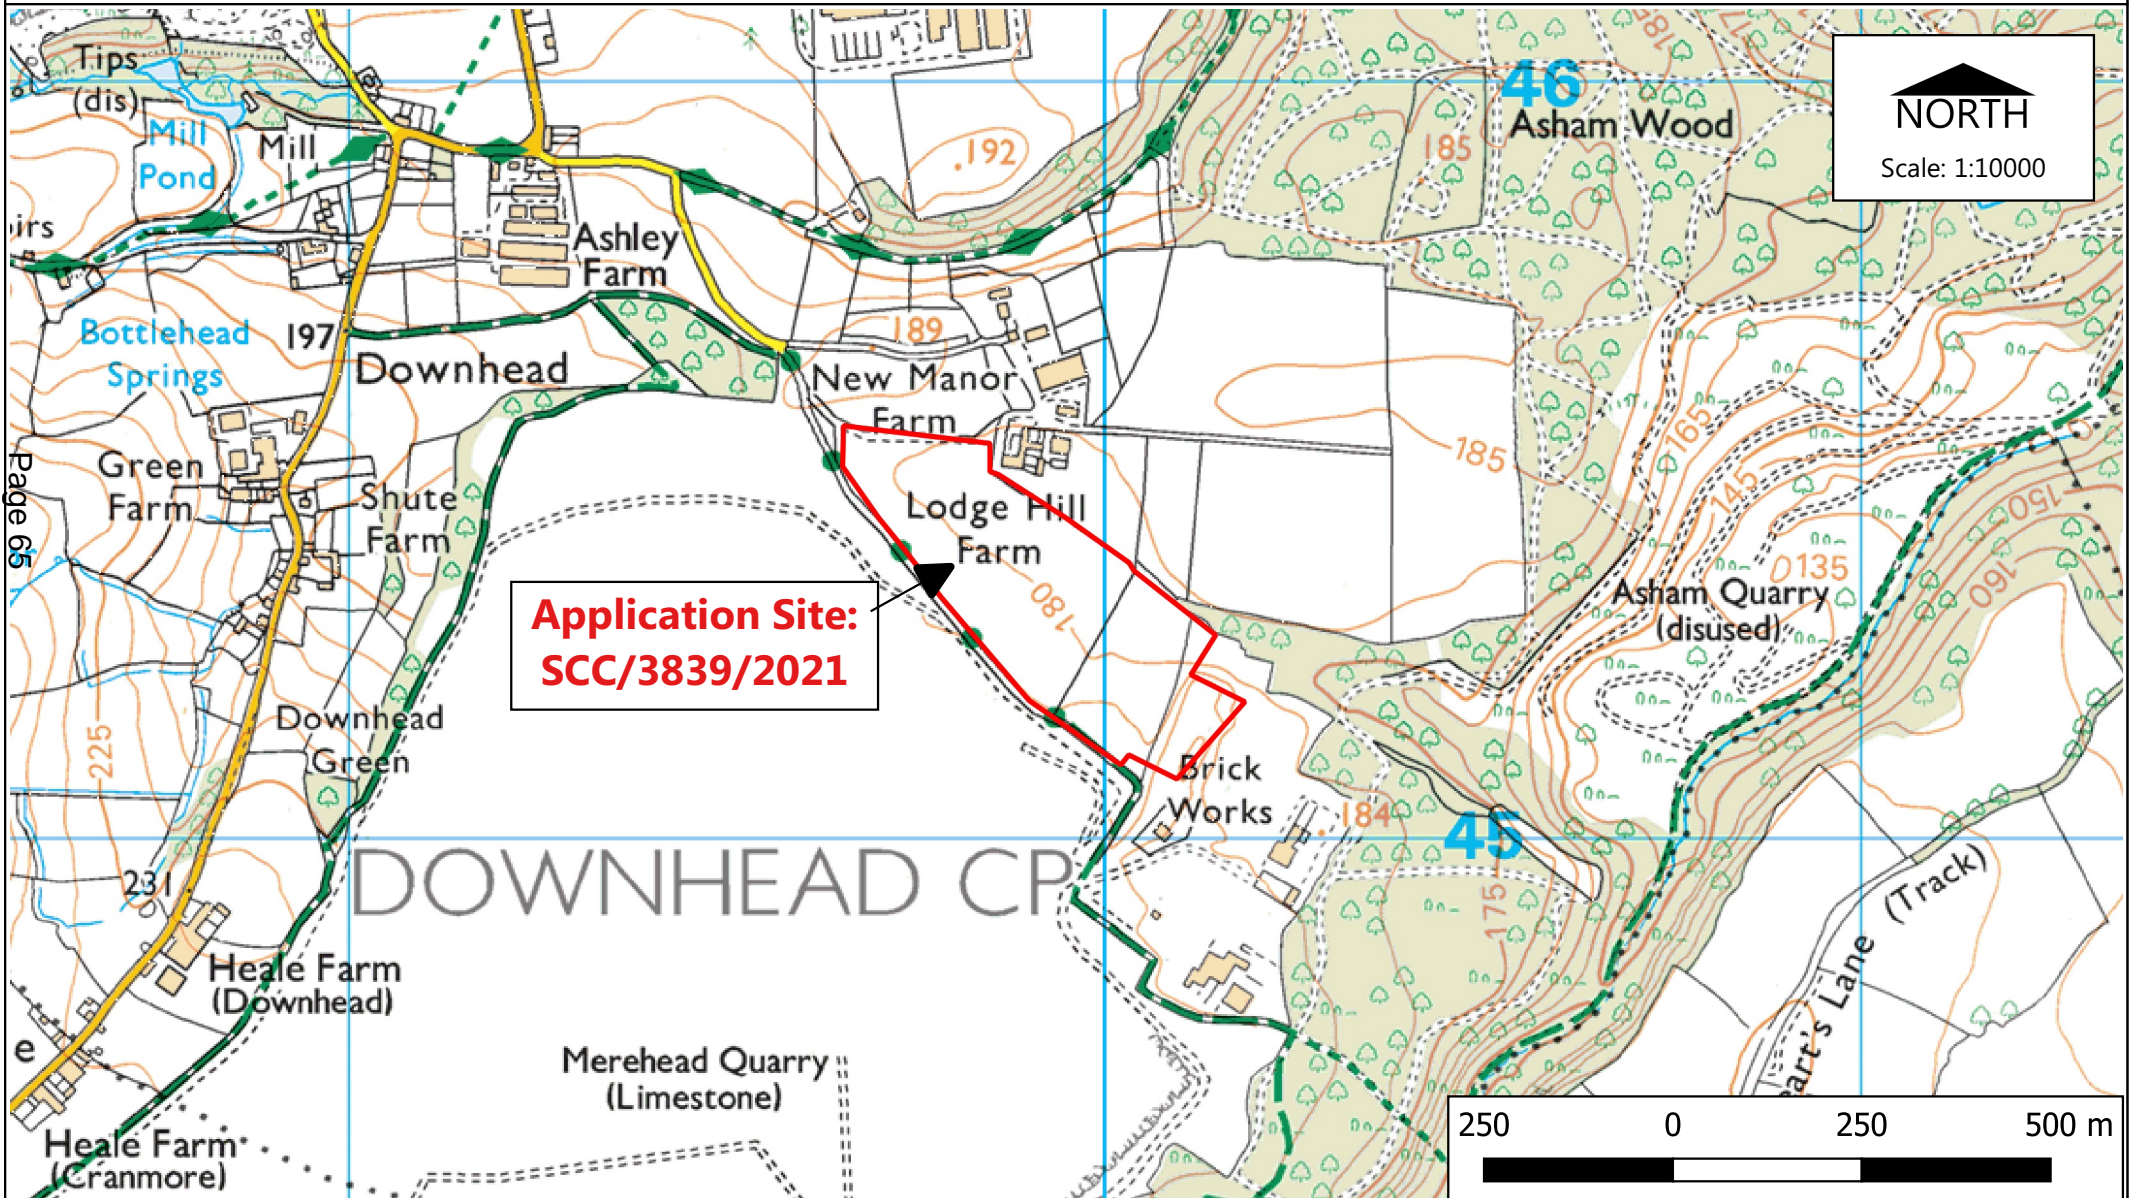 Tips
(dis)
Mill
Pond
Mill
192
46
Asham Wood
185
185
NORTH
Scale: 1:10000
Ashley
Farm
Bottlehead
Springs
197
Downhead
189
New Manor
Farm
Page 65
Green
Farm
Shute
Farm
Lodge Hill
Farm
180
185
165
145
135
150
160
Asham Quarry
(disused)
Application Site:
SCC/3839/2021
225
Downhead
Green
Brick
Works
184
45
175
231
DOWNHEAD CP
Heale Farm
(Downhead)
(Track)
Lane
e
Merehead Quarry
(Limestone)
Heale Farm
(Cranmore)
250 0 250 500 m